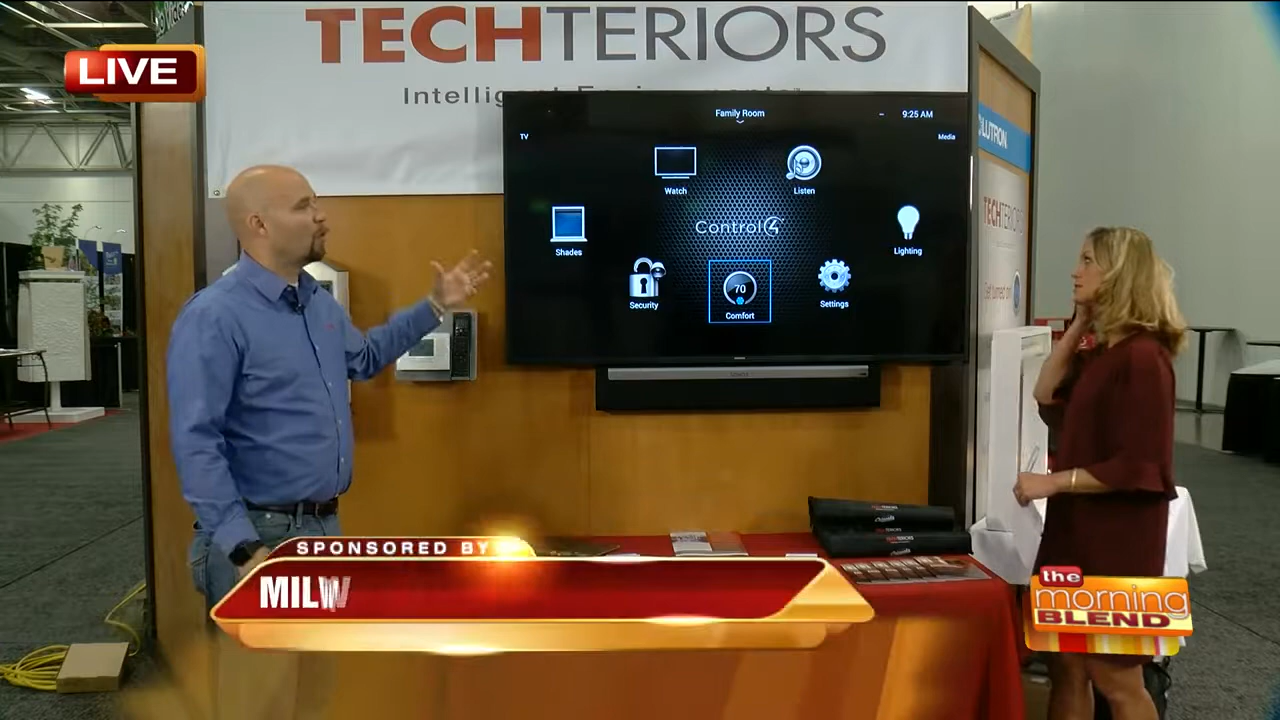 TECHTERIORS
LIVE
Family Room
9:25 AM
TV
Media
Watch
Listen
LUTRON
Control4
TECHTERIORS
Shades
Lighting
Security
70
Comfort
Settings
SONOS
SPONSORED BY
MILW
the
morning
BLEND